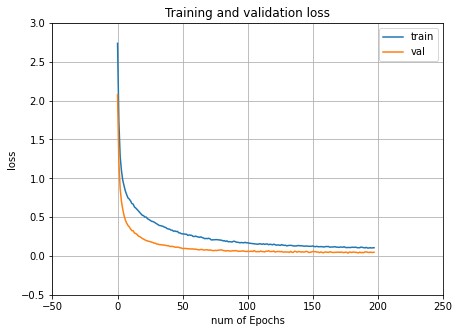 Training and validation loss
3.0
2.5
2.0
1.5
1.0
0.5
0.0
−0.5
loss
train
val
−50 0 50 100 150 200 250
num of Epochs